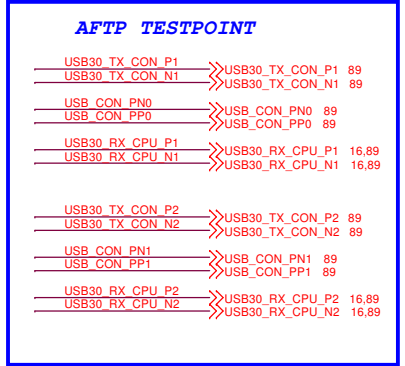 AFTP TESTPOINT
USB30_TX_CON_P1 USB30_TX_CON_P1 89
USB30_TX_CON_N1 USB30_TX_CON_N1 89
USB_CON_PN0 USB_CON_PN0 89
USB_CON_PP0 USB_CON_PP0 89
USB30_RX_CPU_P1 USB30_RX_CPU_P1 16,89
USB30_RX_CPU_N1 USB30_RX_CPU_N1 16,89
USB30_TX_CON_P2 USB30_TX_CON_P2 89
USB30_TX_CON_N2 USB30_TX_CON_N2 89
USB_CON_PN1 USB_CON_PN1 89
USB_CON_PP1 USB_CON_PP1 89
USB30_RX_CPU_P2 USB30_RX_CPU_P2 16,89
USB30_RX_CPU_N2 USB30_RX_CPU_N2 16,89